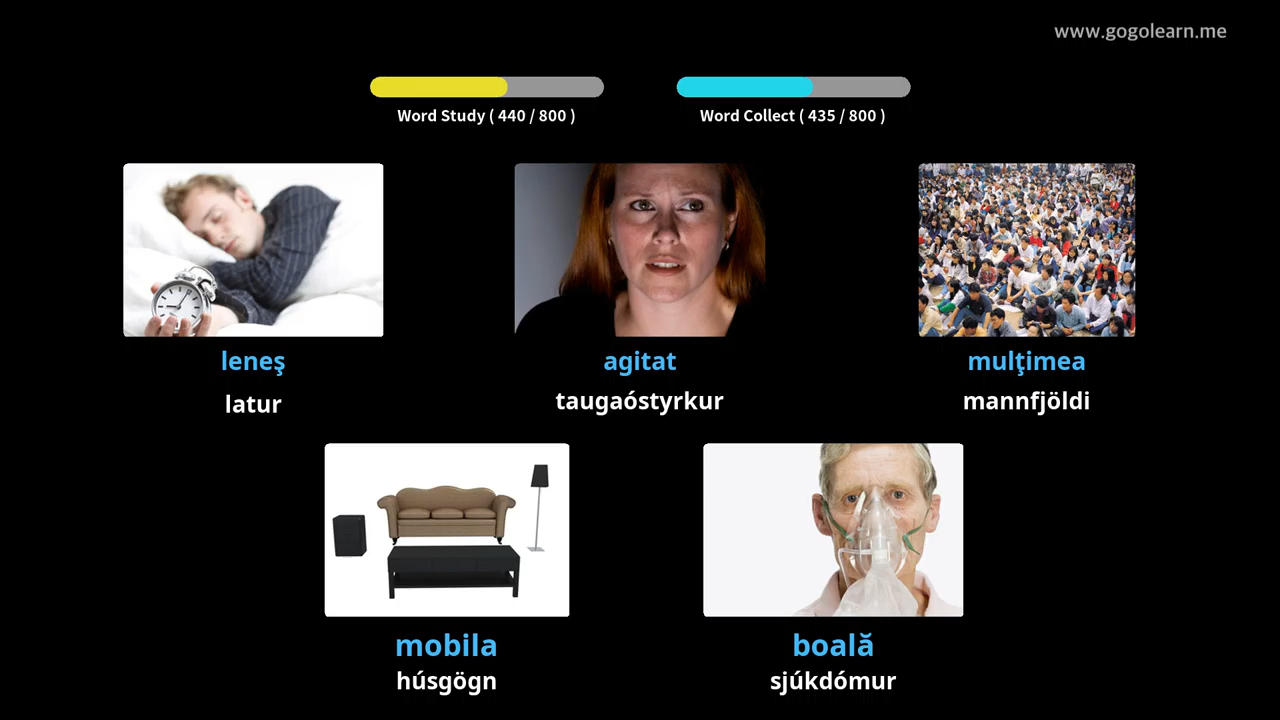 www.gogolearn.me
Word Study ( 440 / 800 )
Word Collect ( 435 / 800 )
leneş
agitat
mulţimea
latur
taugaóstyrkur
mannfjöldi
mobila
boală
húsgögn
sjúkdómur